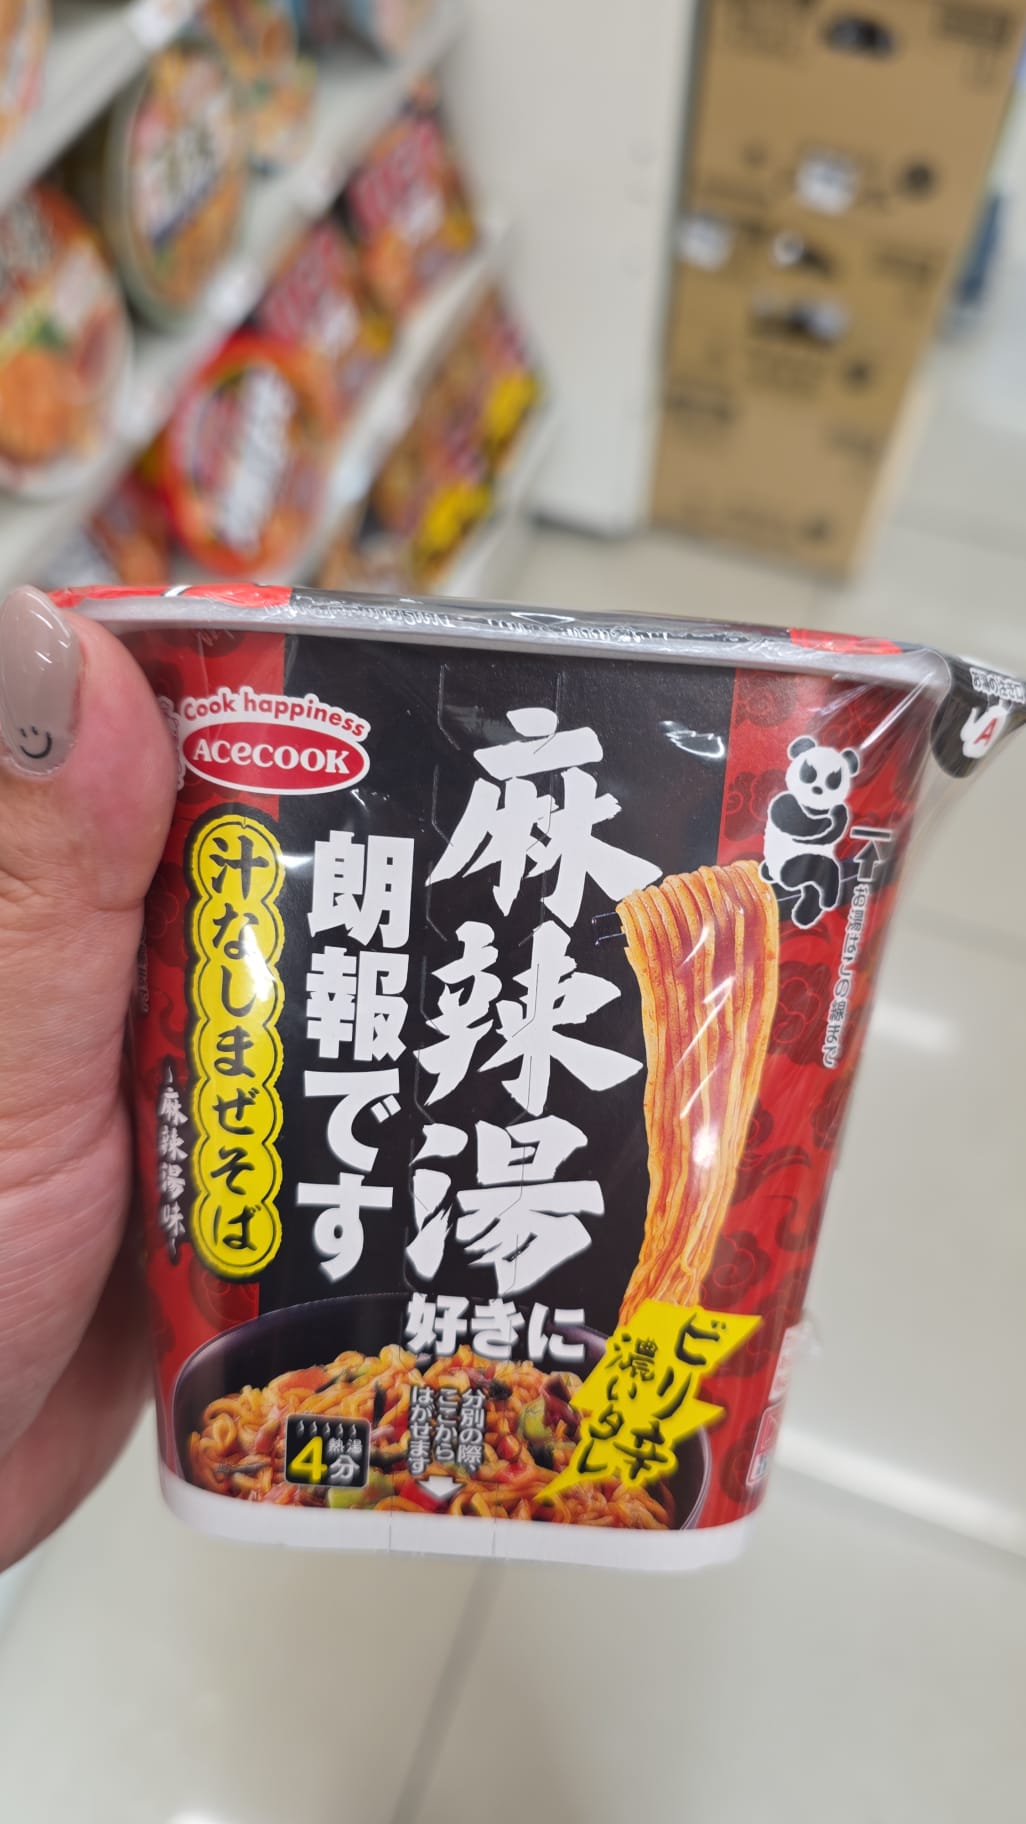 Cook happiness
ACECOOK
麻辣湯
好きに
朗報です
汁なしまぜそば
~麻辣湯味~
ピリ辛
濃いタレ
熱湯
4分
分別の際、
ここから
はがせます
お湯はこの線まで
A